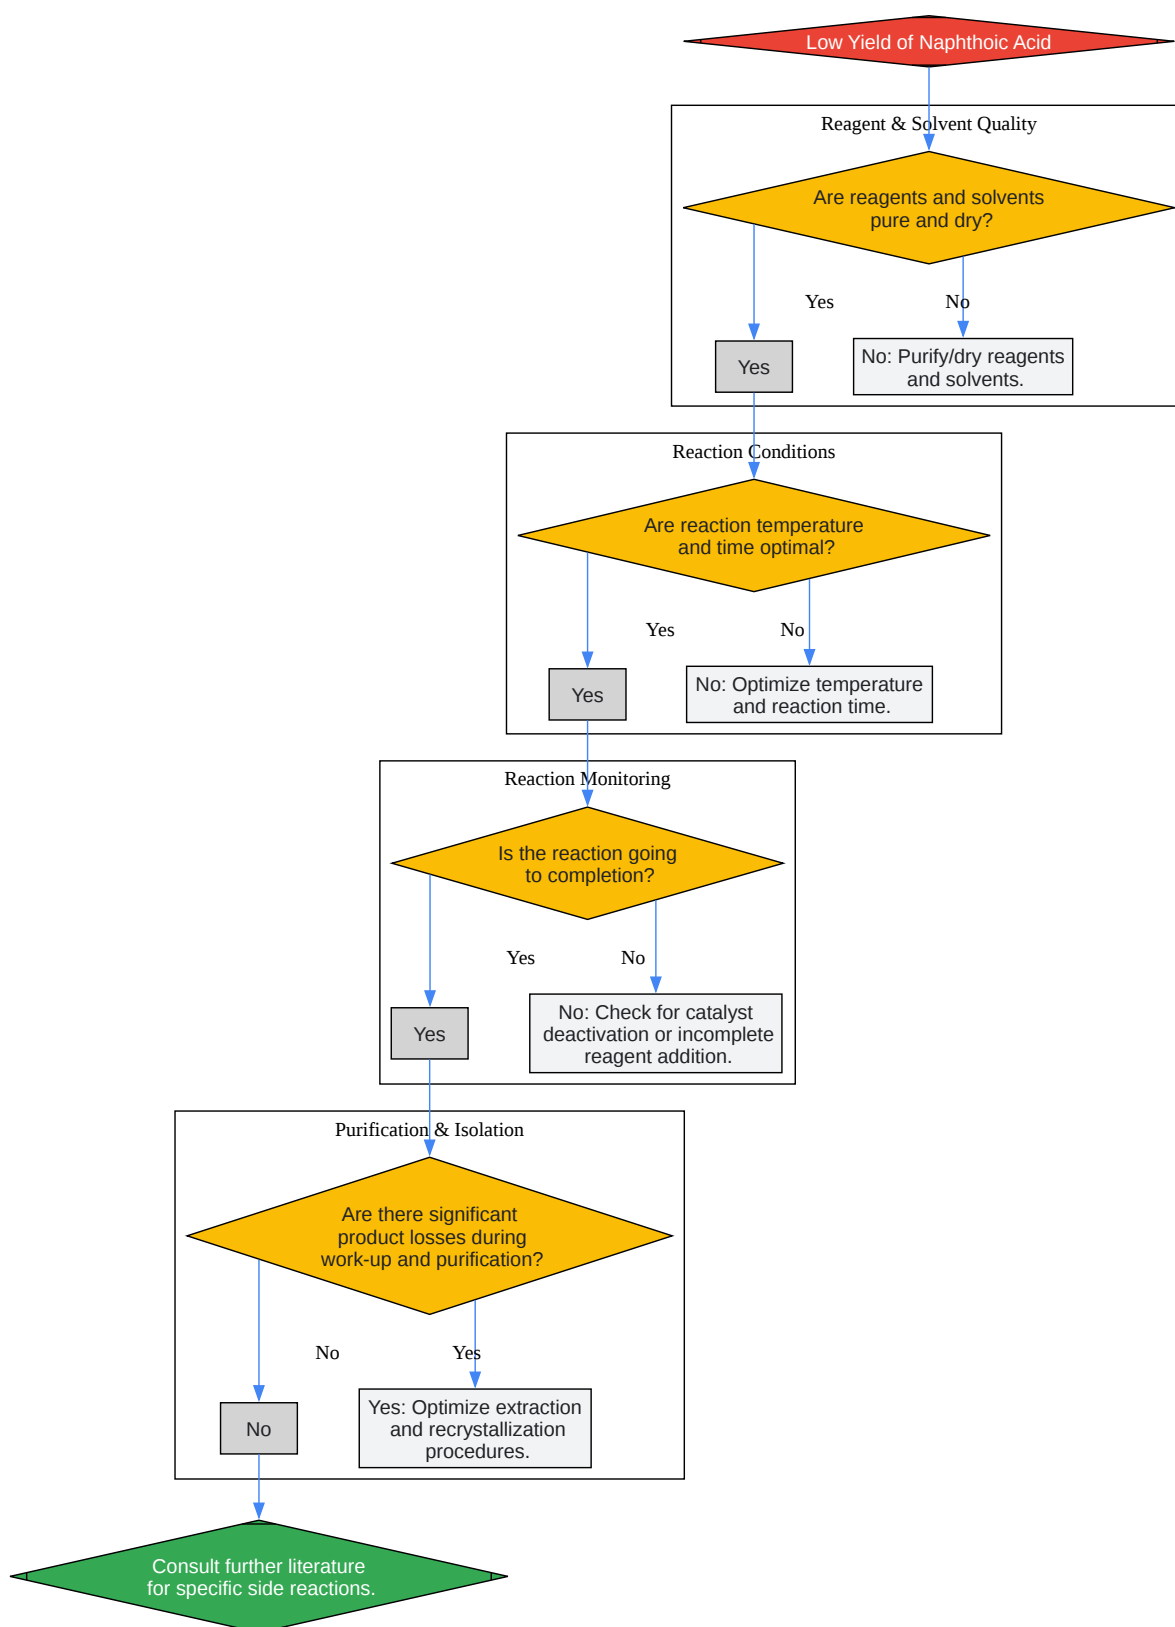 Low Yield of Naphthoic Acid
Reagent & Solvent Quality
Are reagents and solvents
pure and dry?
Yes
No
Yes
No: Purify/dry reagents
and solvents.
Reaction Conditions
Are reaction temperature
and time optimal?
Yes
No
Yes
No: Optimize temperature
and reaction time.
Reaction Monitoring
Is the reaction going
to completion?
Yes
No
Yes
No: Check for catalyst
deactivation or incomplete
reagent addition.
Purification & Isolation
Are there significant
product losses during
work-up and purification?
No
Yes
No
Yes: Optimize extraction
and recrystallization
procedures.
Consult further literature
for specific side reactions.